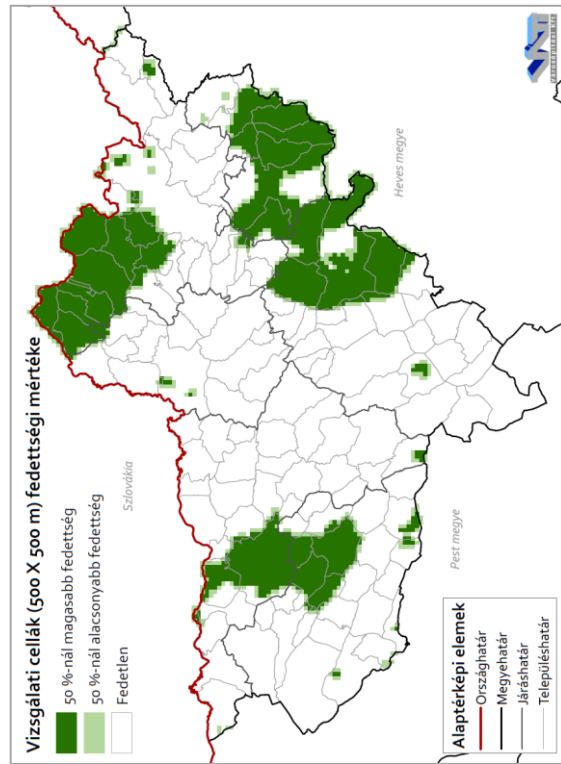 Vizsgálati cellák (500 X 500 m) fedettségi mértéke
50 %-nál magasabb fedettség
50 %-nál alacsonyabb fedettség
Fedetlen
Szlovákia
Heves megye
Pest megye
Alaptérképi elemek
Országhatár
Megyehatár
Járáshatár
Településhatár